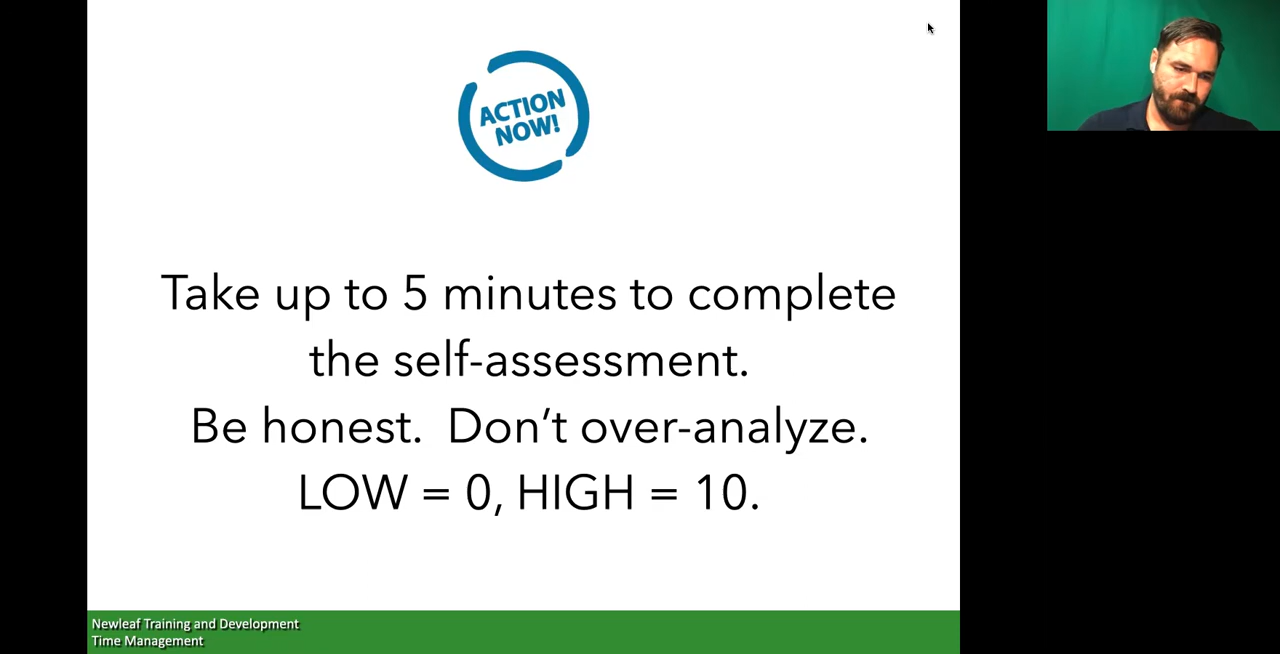 ACTION
NOW!
Take up to 5 minutes to complete
the self-assessment.
Be honest.  Don’t over-analyze.
LOW = 0, HIGH = 10.
Newleaf Training and Development
Time Management